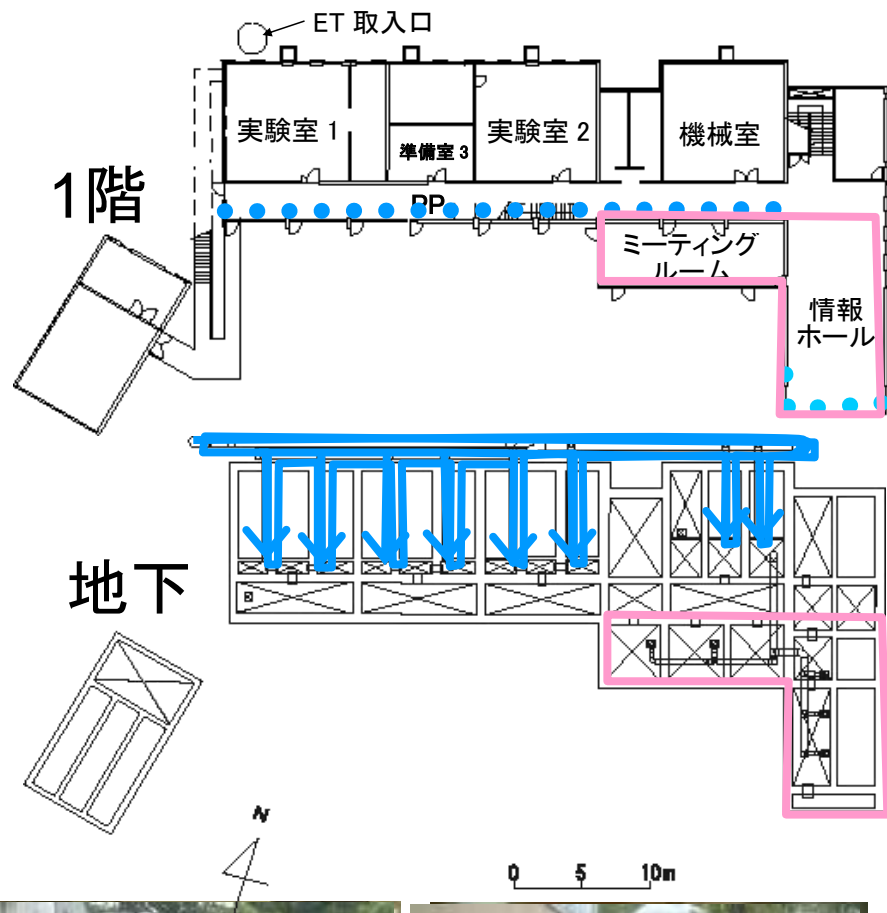 ET 取入口
実験室 1
準備室 3
実験室 2
機械室
1階
PP
ミーティング
ルーム
情報
ホール
地下
N
0 5 10m